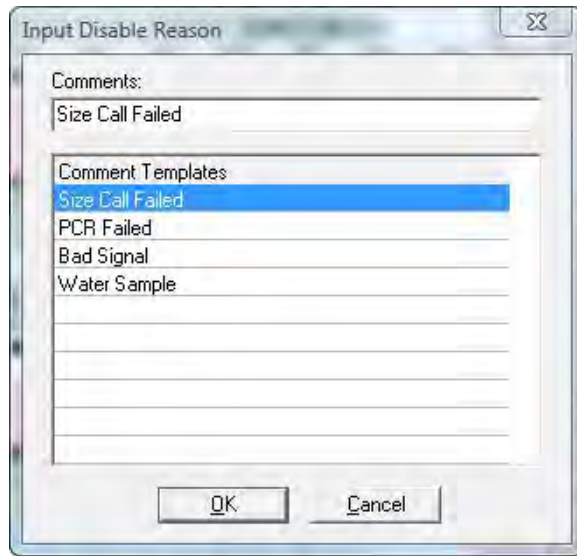 Input Disable Reason
Comments:
Size Call Failed
Comment Templates
Size Call Failed
PCR Failed
Bad Signal
Water Sample
OK
Cancel